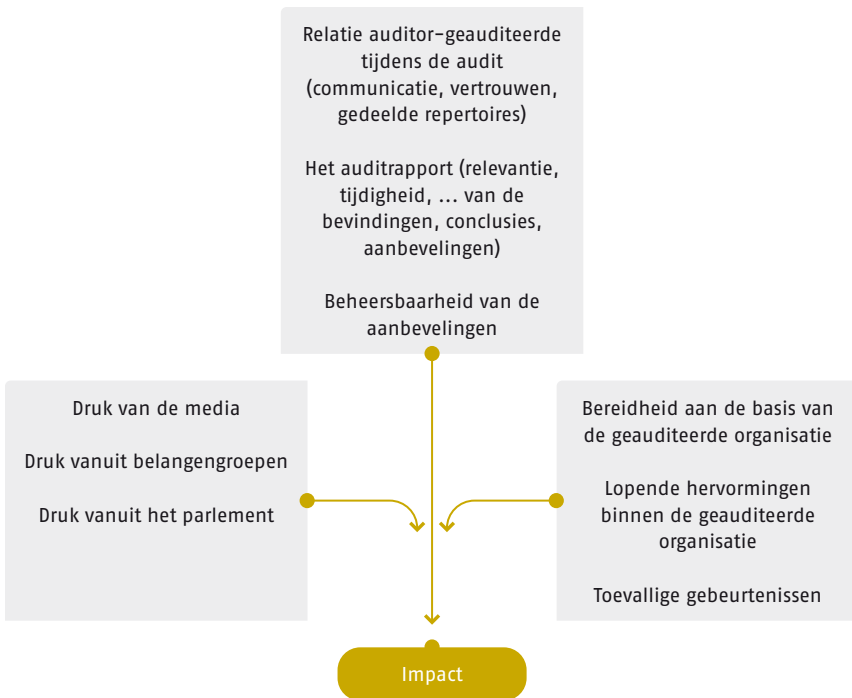 Relatie auditor-geauditeerde
tijdens de audit
(communicatie, vertrouwen,
gedeelde repertoires)
Het auditrapport (relevantie,
tijdigheid, ... van de
bevindingen, conclusies,
aanbevelingen)
Beheersbaarheid van de
aanbevelingen
Druk van de media
Druk vanuit belangengroepen
Druk vanuit het parlement
Bereidheid aan de basis van
de geauditeerde organisatie
Lopende hervormingen
binnen de geauditeerde
organisatie
Toevallige gebeurtenissen
Impact